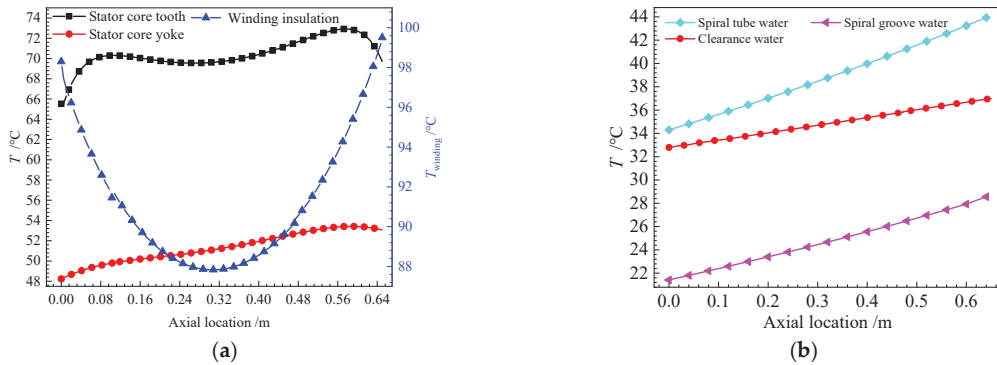 Stator core tooth
Winding insulation
Stator core yoke
T /°C
74
72
70
68
66
64
62
60
58
56
54
52
50
48
100
98
96
94
92
90
88
T winding /°C
0.00 0.08 0.16 0.24 0.32 0.40 0.48 0.56 0.64
Axial location /m
(a)
Spiral tube water
Spiral groove water
Clearance water
T /°C
44
42
40
38
36
34
32
30
28
26
24
22
0.0 0.1 0.2 0.3 0.4 0.5 0.6
Axial location /m
(b)